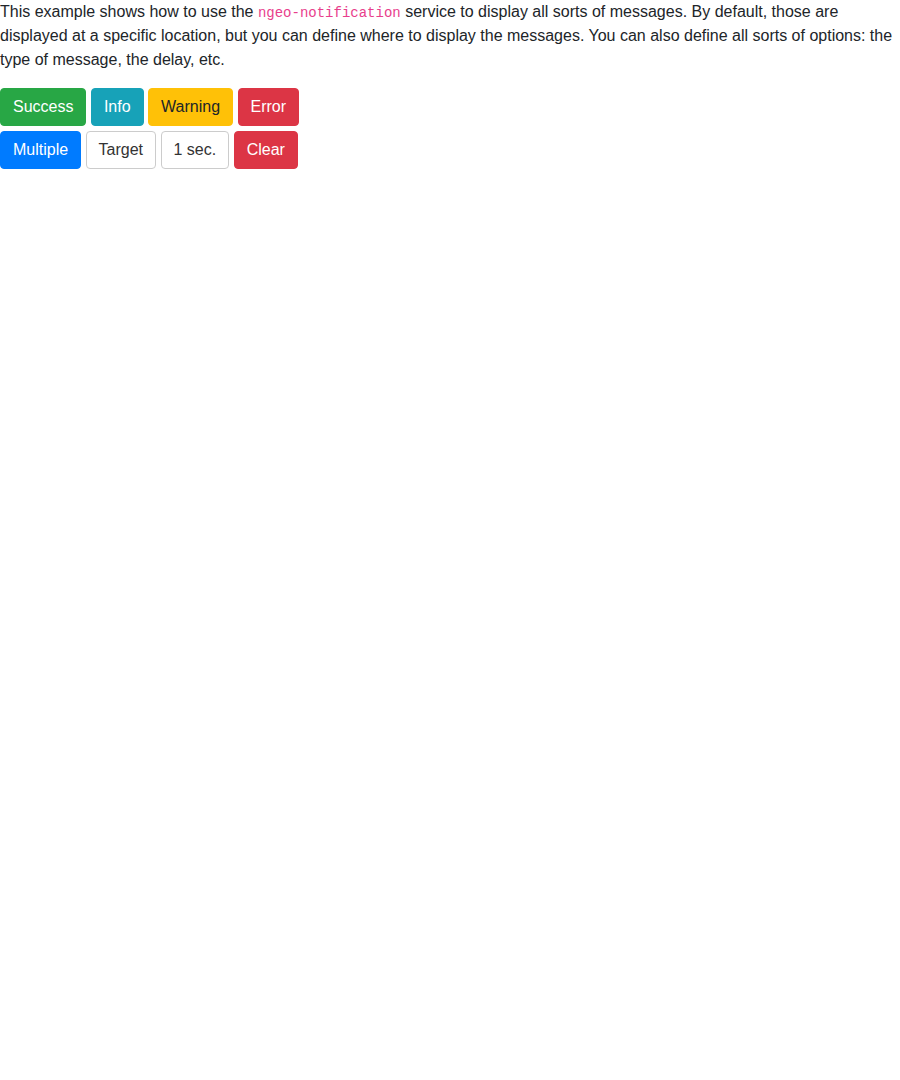 This example shows how to use the ngeo-notification service to display all sorts of messages. By default, those are
displayed at a specific location, but you can define where to display the messages. You can also define all sorts of options: the
type of message, the delay, etc.
Success Info Warning Error
Multiple Target 1 sec. Clear